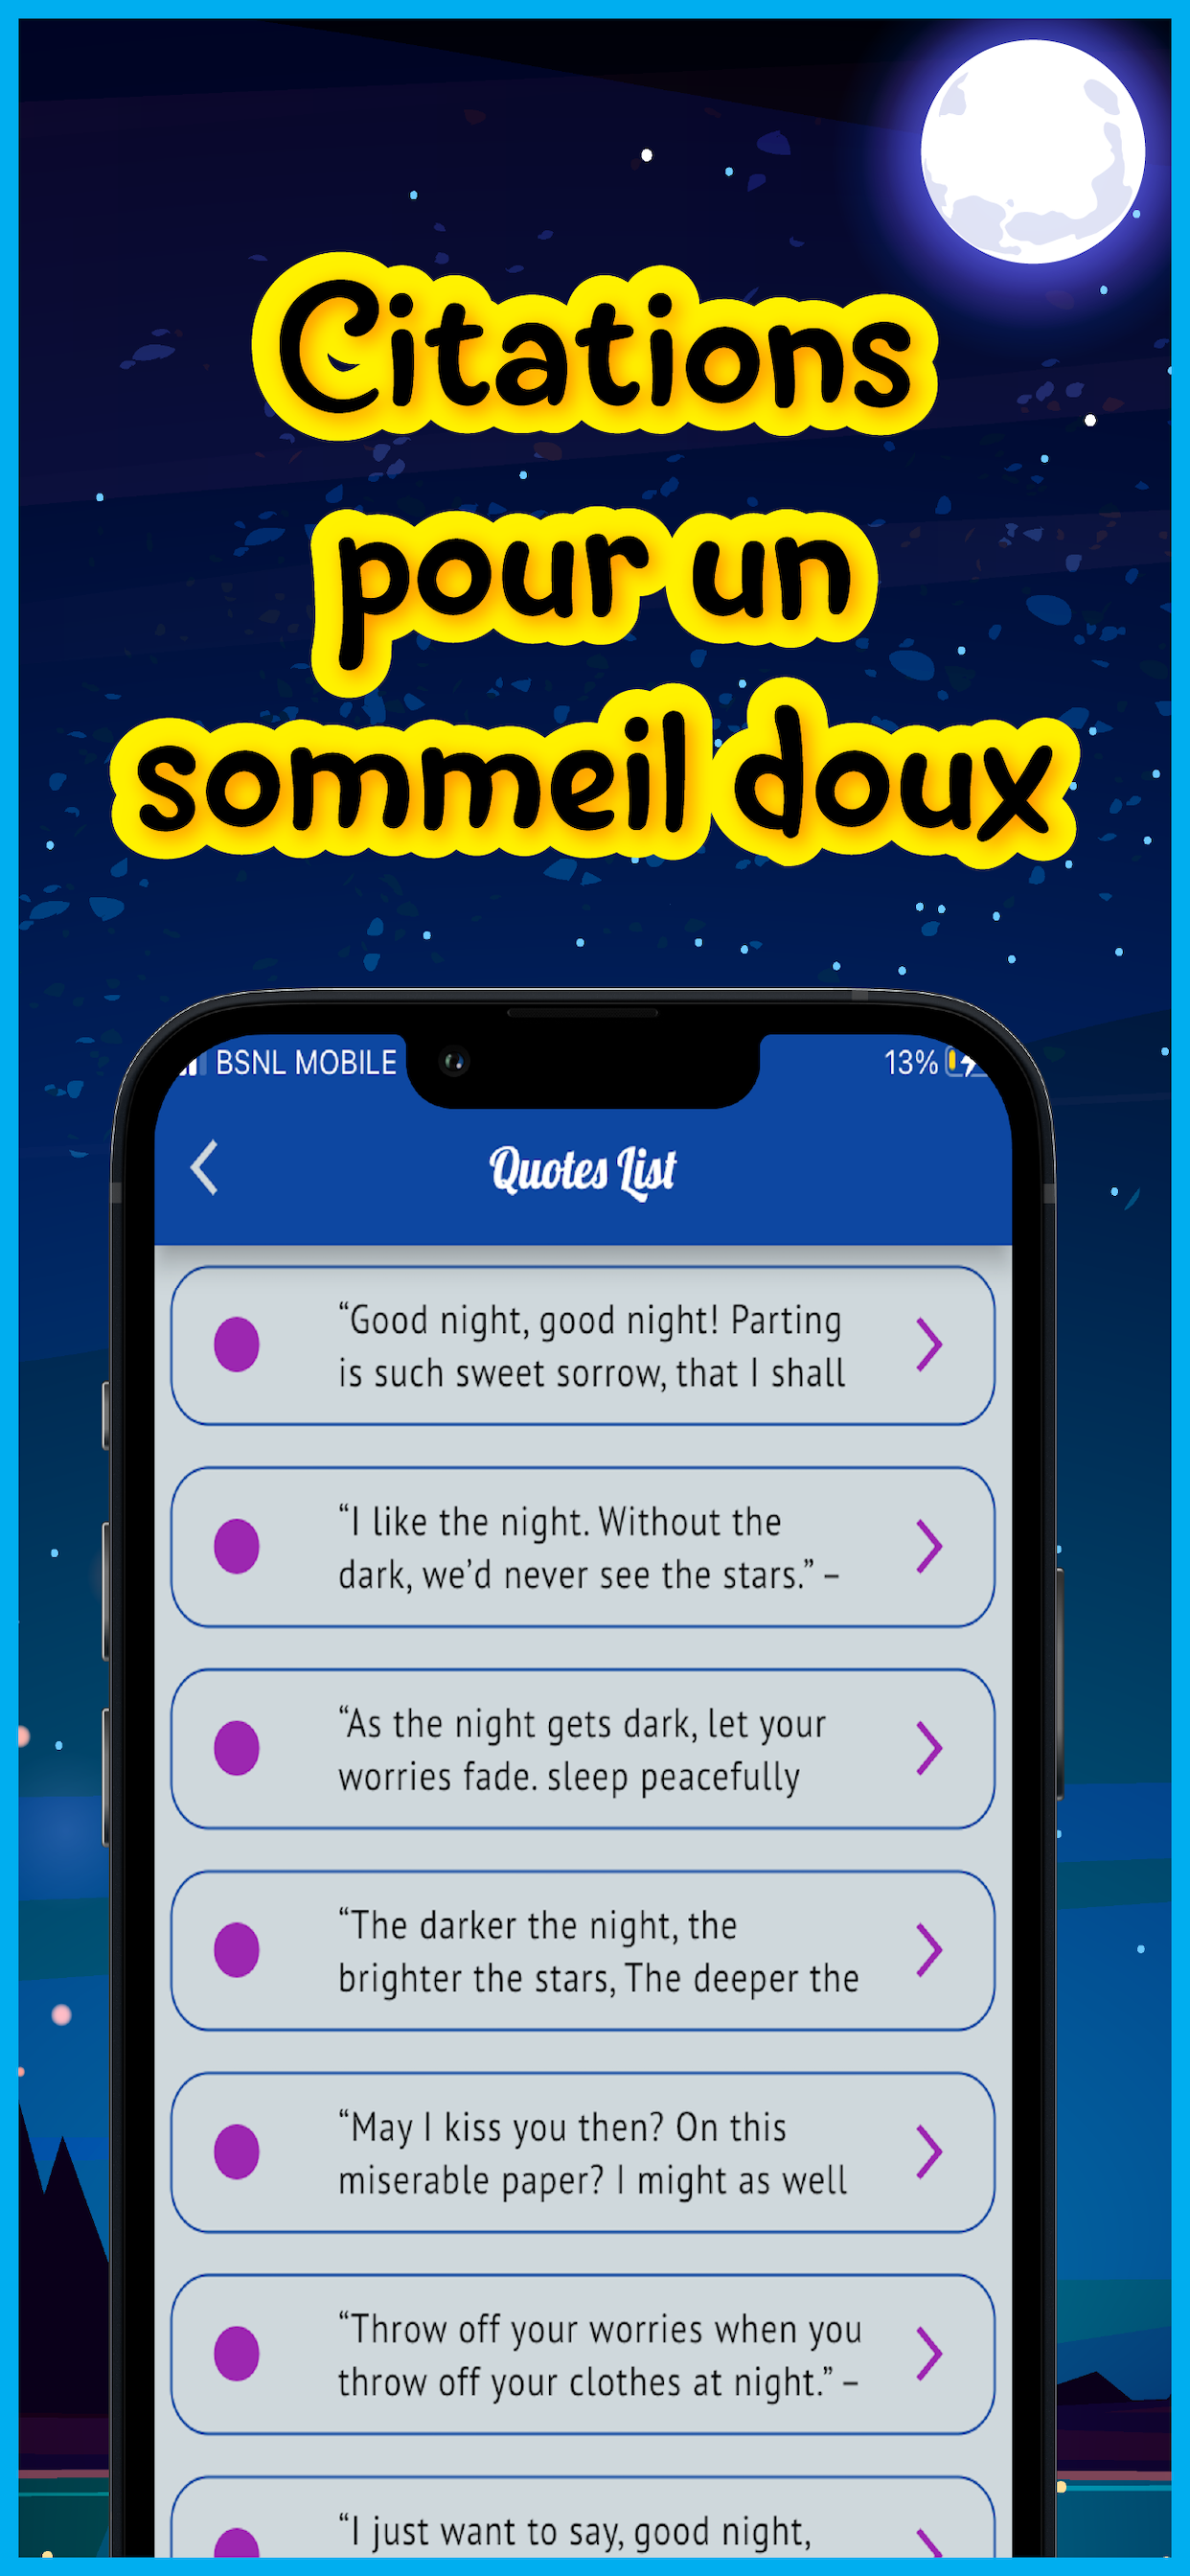 Citations
pour un
sommeil doux
BSNL MOBILE 13%
Quotes List
“Good night, good night! Parting
is such sweet sorrow, that I shall
“I like the night. Without the
dark, we’d never see the stars.” –
“As the night gets dark, let your
worries fade. sleep peacefully
“The darker the night, the
brighter the stars, The deeper the
“May I kiss you then? On this
miserable paper? I might as well
“Throw off your worries when you
throw off your clothes at night.” –
“I just want to say, good night,